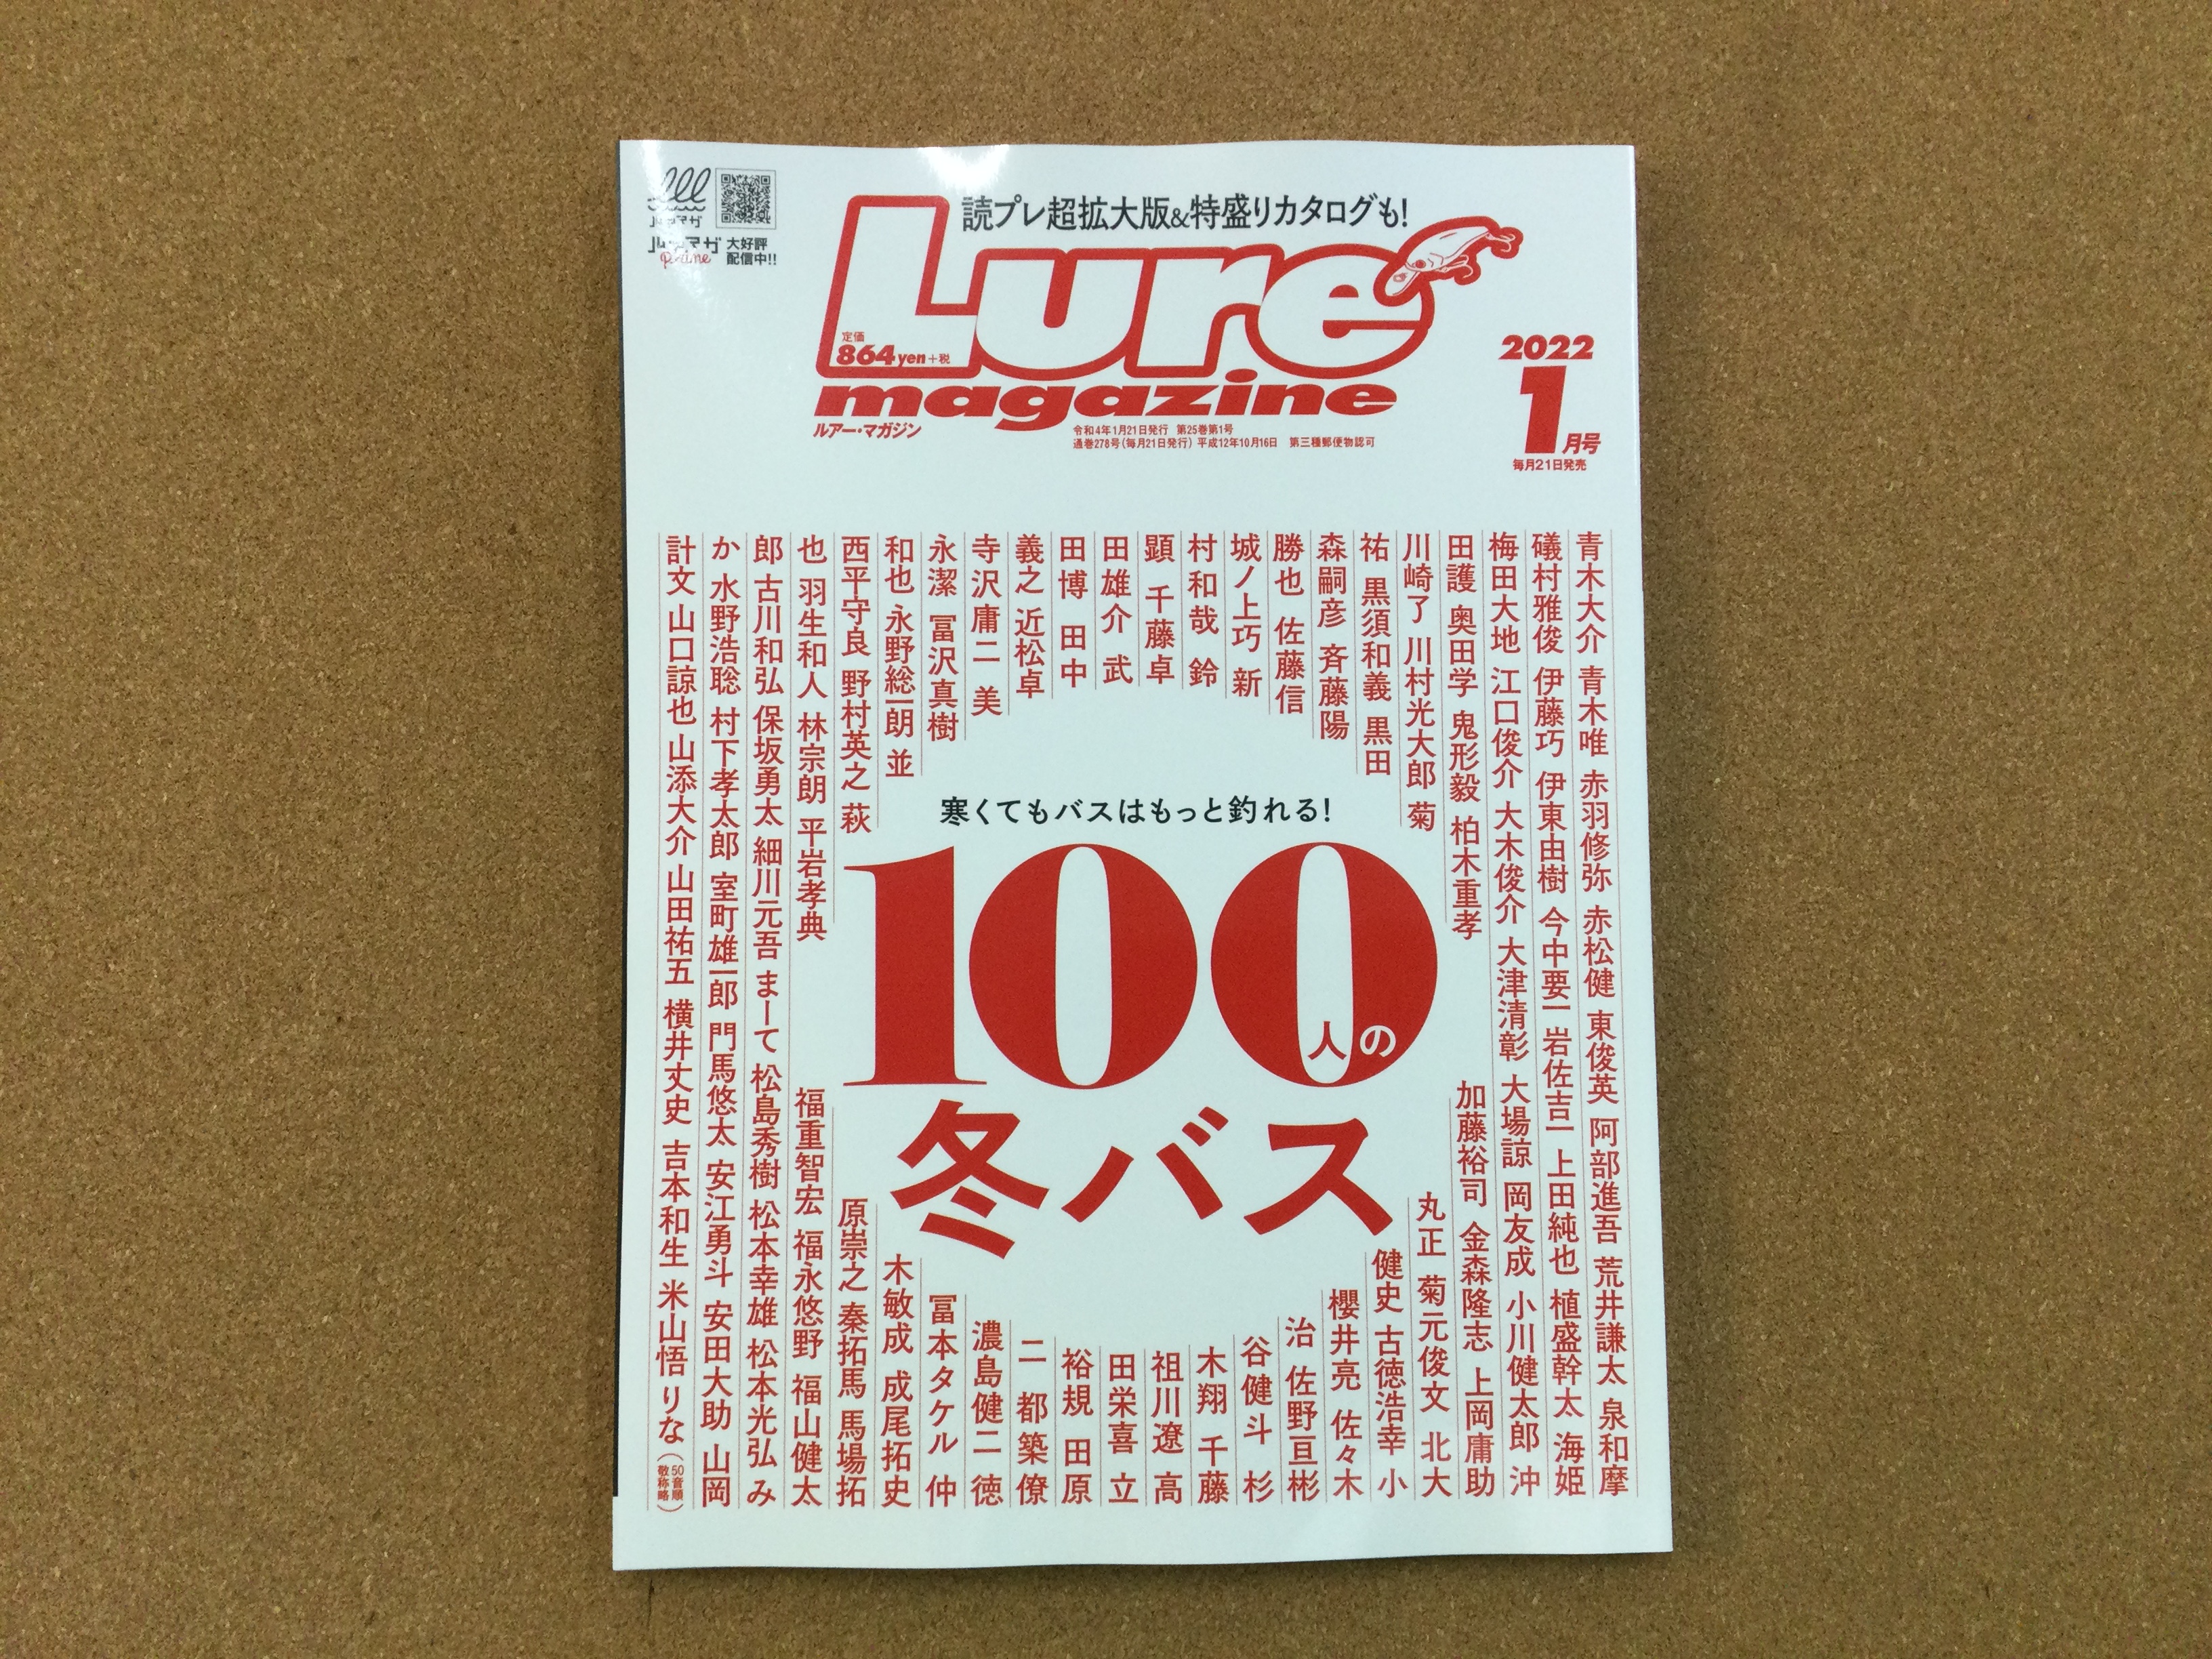 ルアマガ
ルアマガ
prime
大好評
配信中!!
読プレ超拡大版&特盛りカタログも!
Lure
定価
864yen+税
magazine
ルアー・マガジン
令和4年1月21日発行 第25巻第1号
通巻278号(毎月21日発行) 平成12年10月16日 第三種郵便物認可
2022
1月号
毎月21日発売
寒くてもバスはもっと釣れる!
100人の
冬バス
青木大介 青木唯 赤羽修弥 赤松健 東俊英 阿部進吾 荒井謙太 泉和摩
礒村雅俊 伊藤巧 伊東由樹 今中要一 岩佐吉一 上田純也 植盛幹太 海姫
梅田大地 江口俊介 大木俊介 大津清彰 大場諒 岡友成 小川健太郎 沖
田護 奥田学 鬼形毅 柏木重孝 加藤裕司 金森隆志 上岡庸助
川崎了 川村光大郎 菊 丸正 菊元俊文 北大
祐 黒須和義 黒田 健史 古徳浩幸 小
森嗣彦 斉藤陽 櫻井亮 佐々木
勝也 佐藤信 治 佐野亘彬
城ノ上巧 新 谷健斗 杉
村和哉 鈴 木翔 千藤
顕 千藤卓 祖川遼 高
田雄介 武 田栄喜 立
田博 田中 裕規 田原
義之 近松卓 二 都築僚
寺沢庸二 美 濃島健二 徳
永潔 冨沢真樹 冨本タケル 仲
和也 永野総一朗 並 木敏成 成尾拓史
西平守良 野村英之 萩 原崇之 秦拓馬 馬場拓
也 羽生和人 林宗朗 平岩孝典 福重智宏 福永悠野 福山健太
郎 古川和弘 保坂勇太 細川元吾 まーて 松島秀樹 松本幸雄 松本光弘 み
か 水野浩聡 村下孝太郎 室町雄一郎 門馬悠太 安江勇斗 安田大助 山岡
計文 山口諒也 山添大介 山田祐五 横井丈史 吉本和生 米山悟 りな(50音順 敬称略)